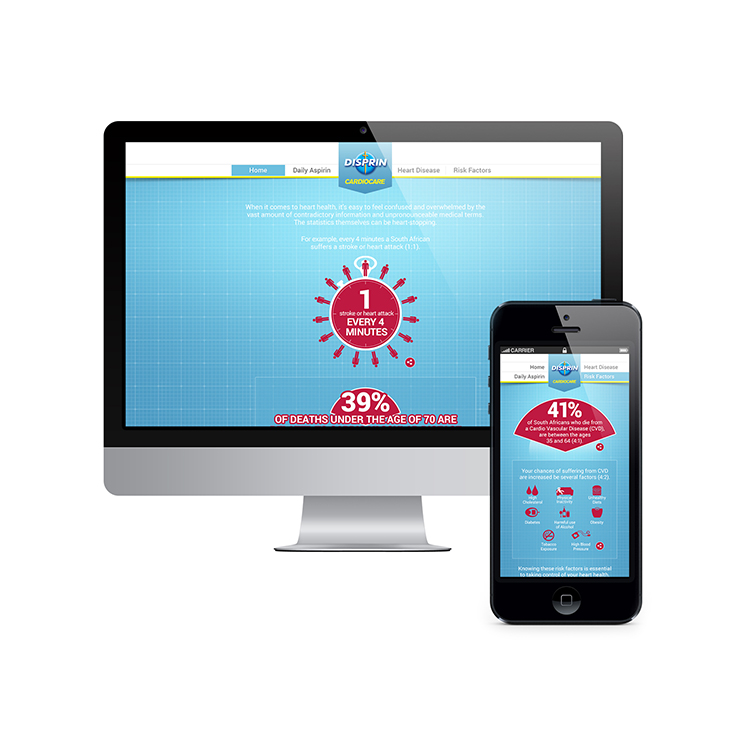 Home
Daily Aspirin
DISPRIN
CARDIOCARE
Heart Disease
Risk Factors
When it comes to heart health, it's easy to feel confused and overwhelmed by the
vast amount of contradictory information and unpronounceable medical terms.
The statistics themselves can be heart-stopping.
For example, every 4 minutes a South African
suffers a stroke or heart attack (1;1).
1
stroke or heart attack
EVERY 4
MINUTES
39%
OF DEATHS UNDER THE AGE OF 70 ARE
CARRIER
Home
Daily Aspirin
DISPRIN
CARDIOCARE
Heart Disease
Risk Factors
41%
of South Africans who die from
a Cardio Vascular Disease (CVD),
are between the ages
35 and 64 (4:1).
Your chances of suffering from CVD
are increased be several factors (4:2).
High
Cholesterol
Physical
Inactivity
Unhealthy
Diets
Diabetes
Harmful use
of Alcohol
Obesity
Tobacco
Exposure
High Blood
Pressure
Knowing these risk factors is essential
to taking control of your heart health.